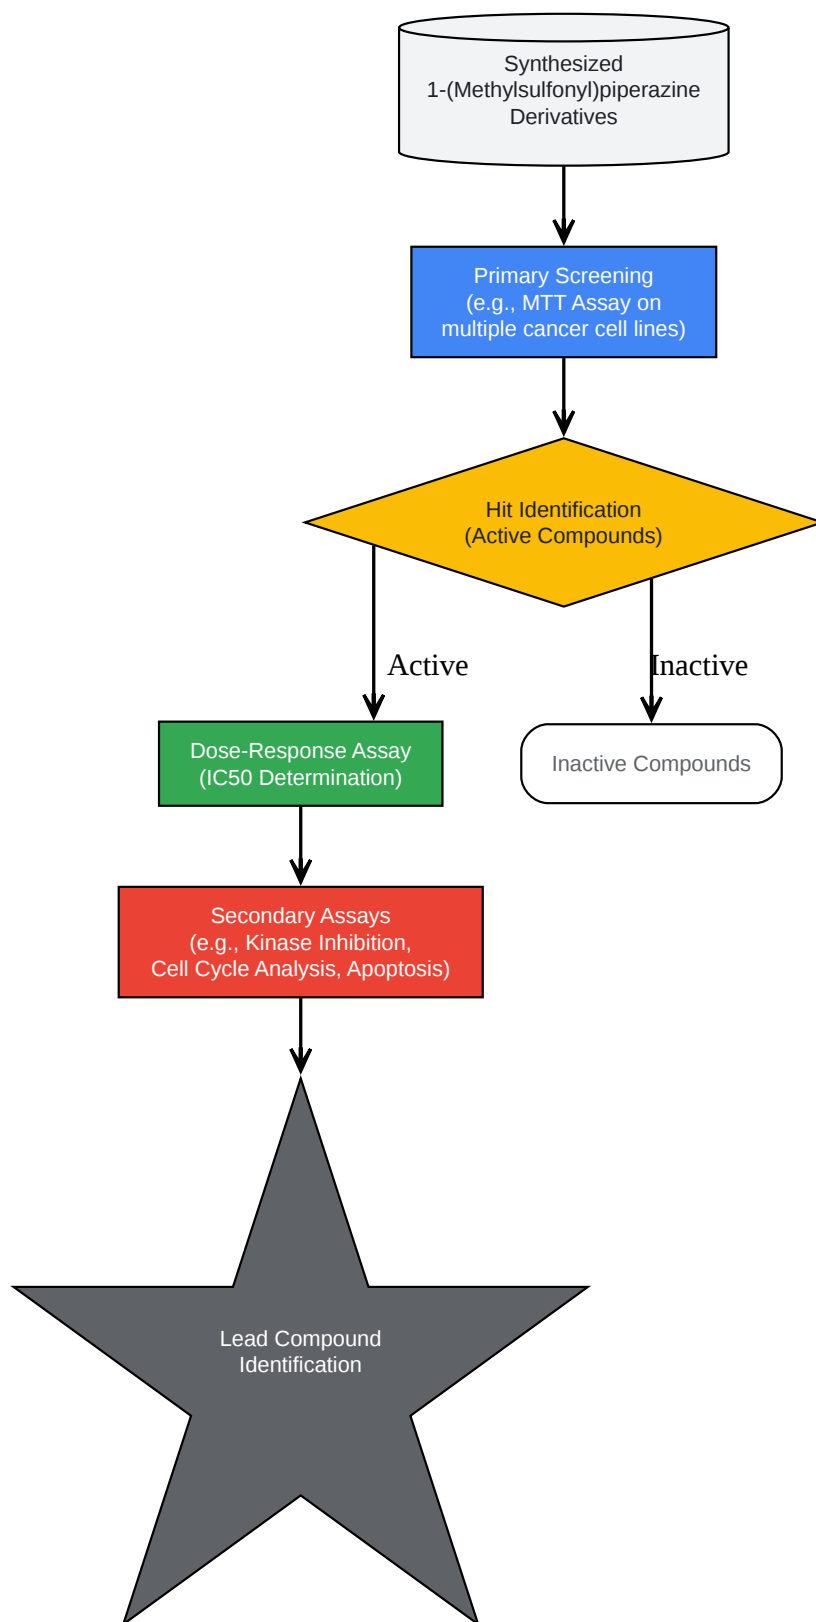 Synthesized
1-(Methylsulfonyl)piperazine
Derivatives
Primary Screening
(e.g., MTT Assay on
multiple cancer cell lines)
Hit Identification
(Active Compounds)
Active
Inactive
Dose-Response Assay
(IC50 Determination)
Inactive Compounds
Secondary Assays
(e.g., Kinase Inhibition,
Cell Cycle Analysis, Apoptosis)
Lead Compound
Identification